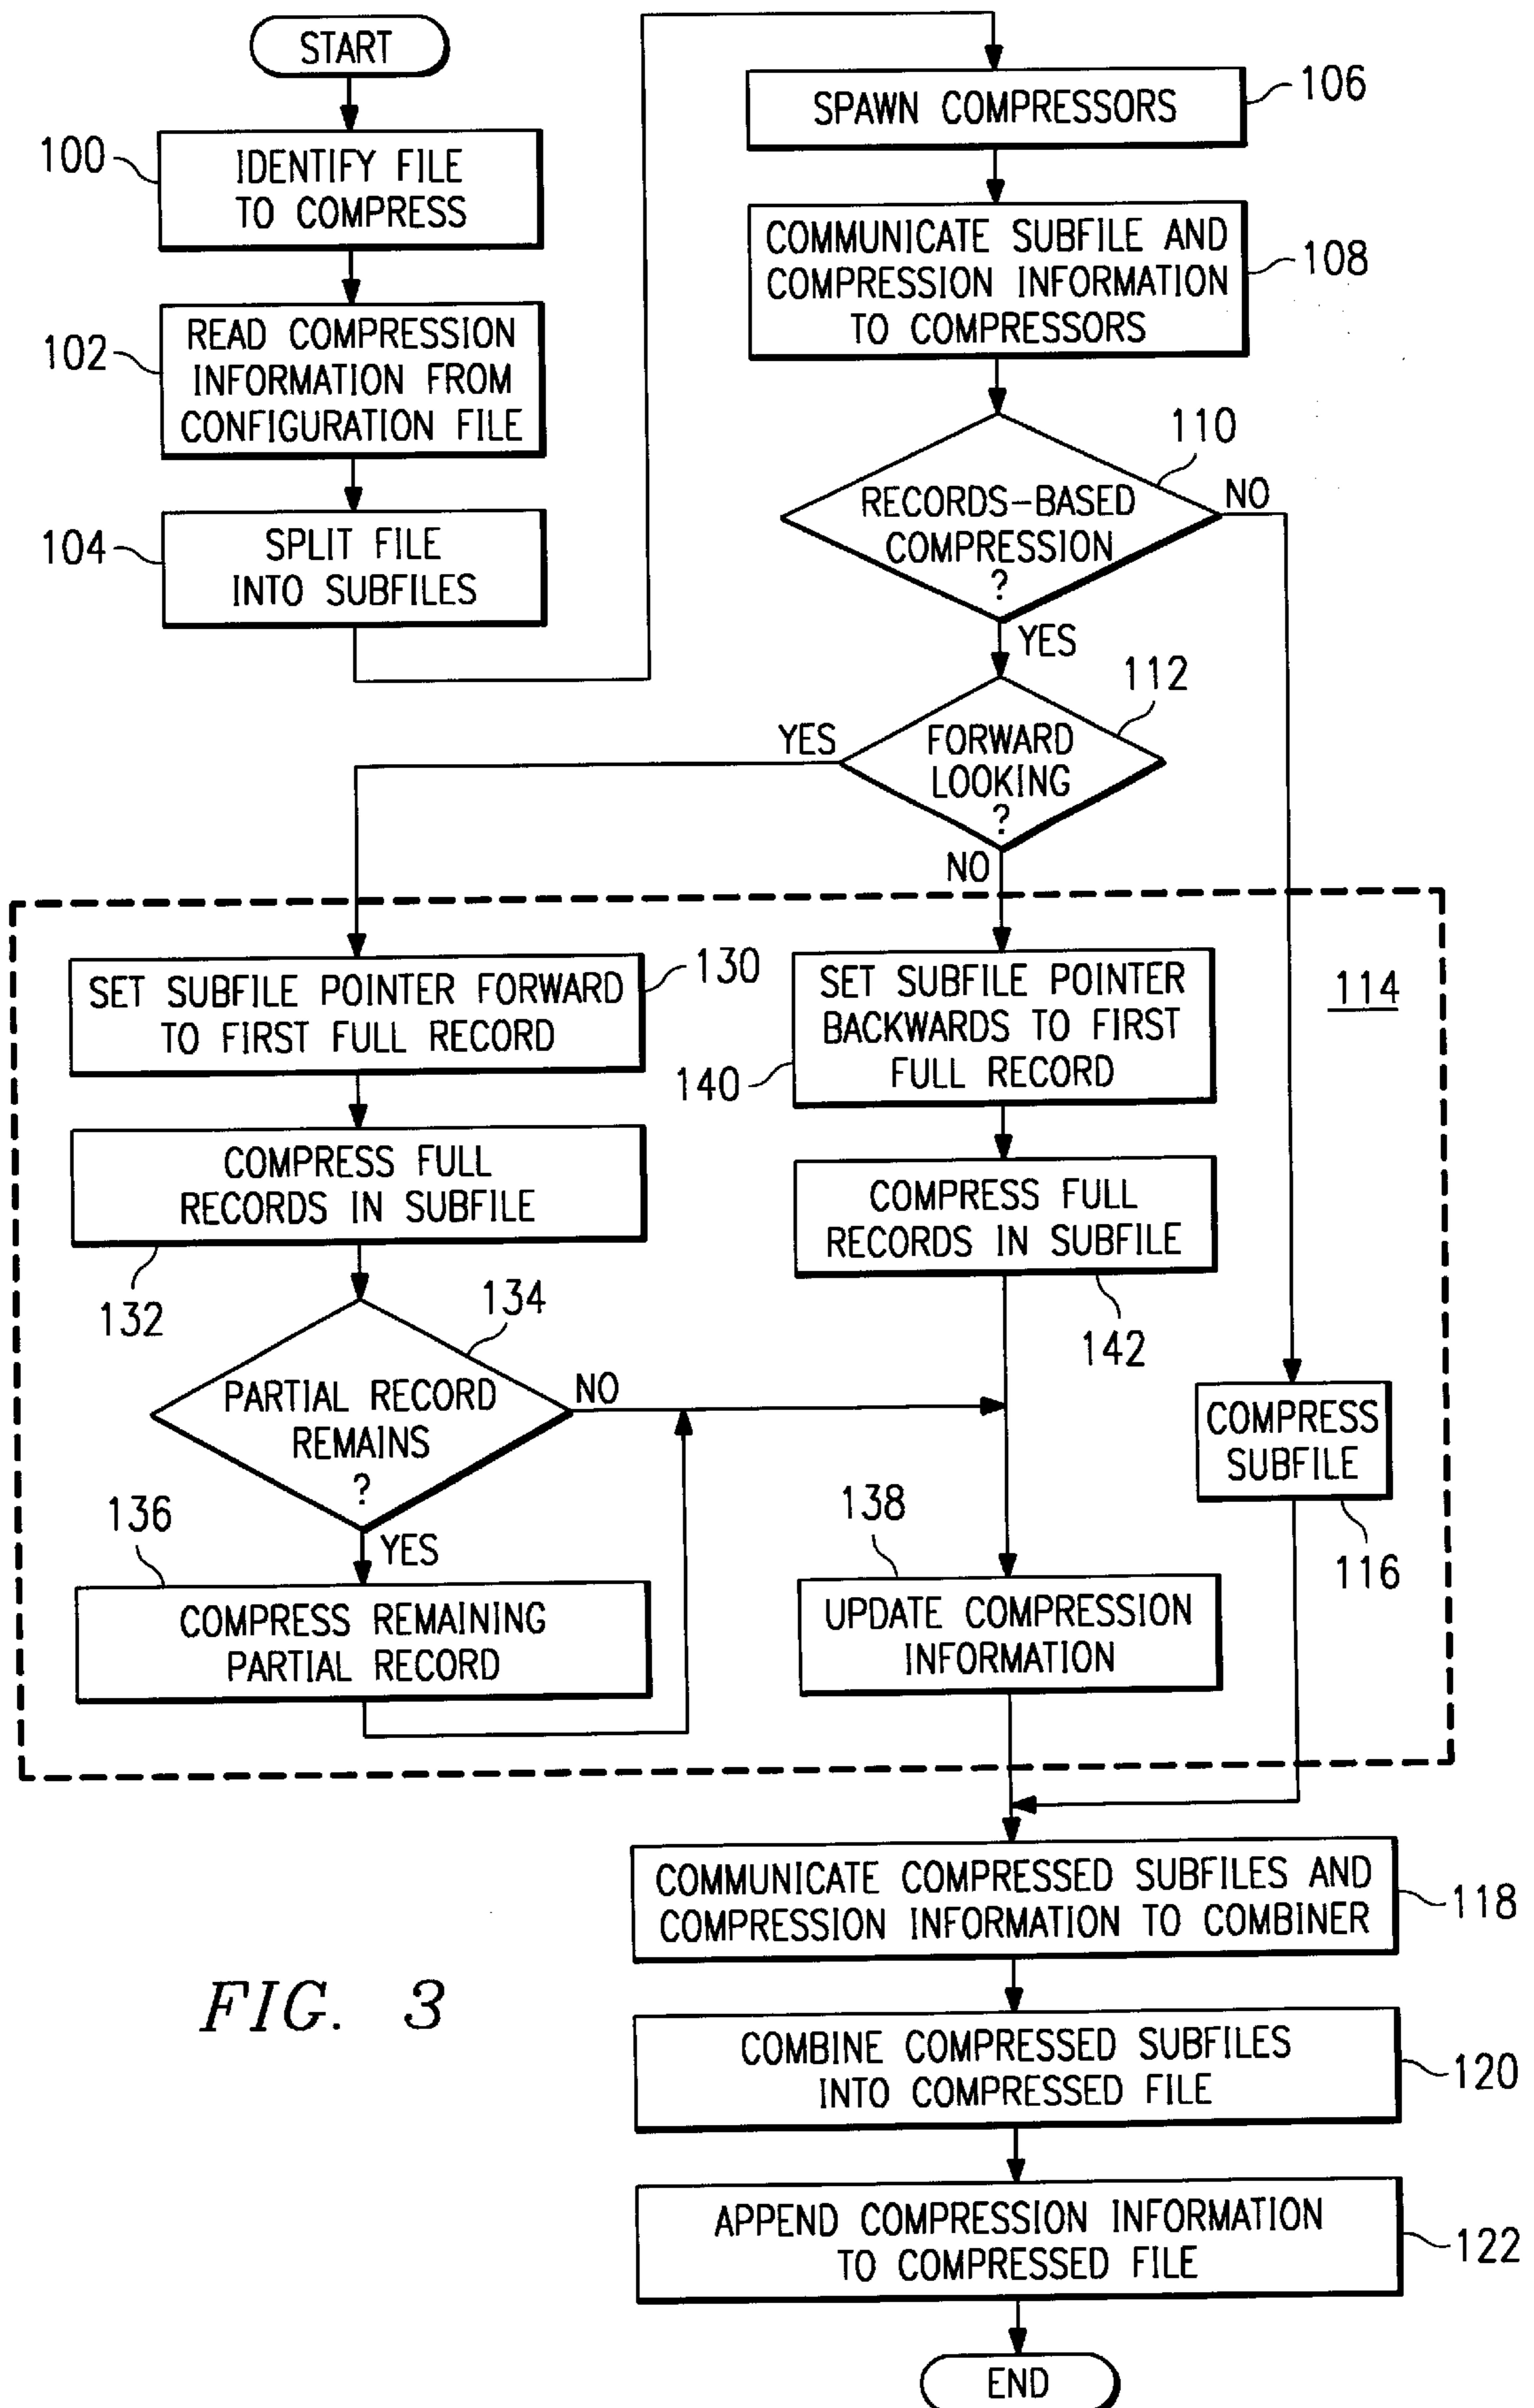 START
100
IDENTIFY FILE
TO COMPRESS
102
READ COMPRESSION
INFORMATION FROM
CONFIGURATION FILE
104
SPLIT FILE
INTO SUBFILES
106
SPAWN COMPRESSORS
108
COMMUNICATE SUBFILE AND
COMPRESSION INFORMATION
TO COMPRESSORS
110
RECORDS-BASED
COMPRESSION
?
NO
YES
112
FORWARD
LOOKING
?
YES
NO
114
130
SET SUBFILE POINTER FORWARD
TO FIRST FULL RECORD
COMPRESS FULL
RECORDS IN SUBFILE
132
134
PARTIAL RECORD
REMAINS
?
NO
YES
136
COMPRESS REMAINING
PARTIAL RECORD
SET SUBFILE POINTER
BACKWARDS TO FIRST
FULL RECORD
140
COMPRESS FULL
RECORDS IN SUBFILE
142
138
UPDATE COMPRESSION
INFORMATION
COMPRESS
SUBFILE
116
COMMUNICATE COMPRESSED SUBFILES AND
COMPRESSION INFORMATION TO COMBINER
118
COMBINE COMPRESSED SUBFILES
INTO COMPRESSED FILE
120
APPEND COMPRESSION INFORMATION
TO COMPRESSED FILE
122
END
FIG. 3